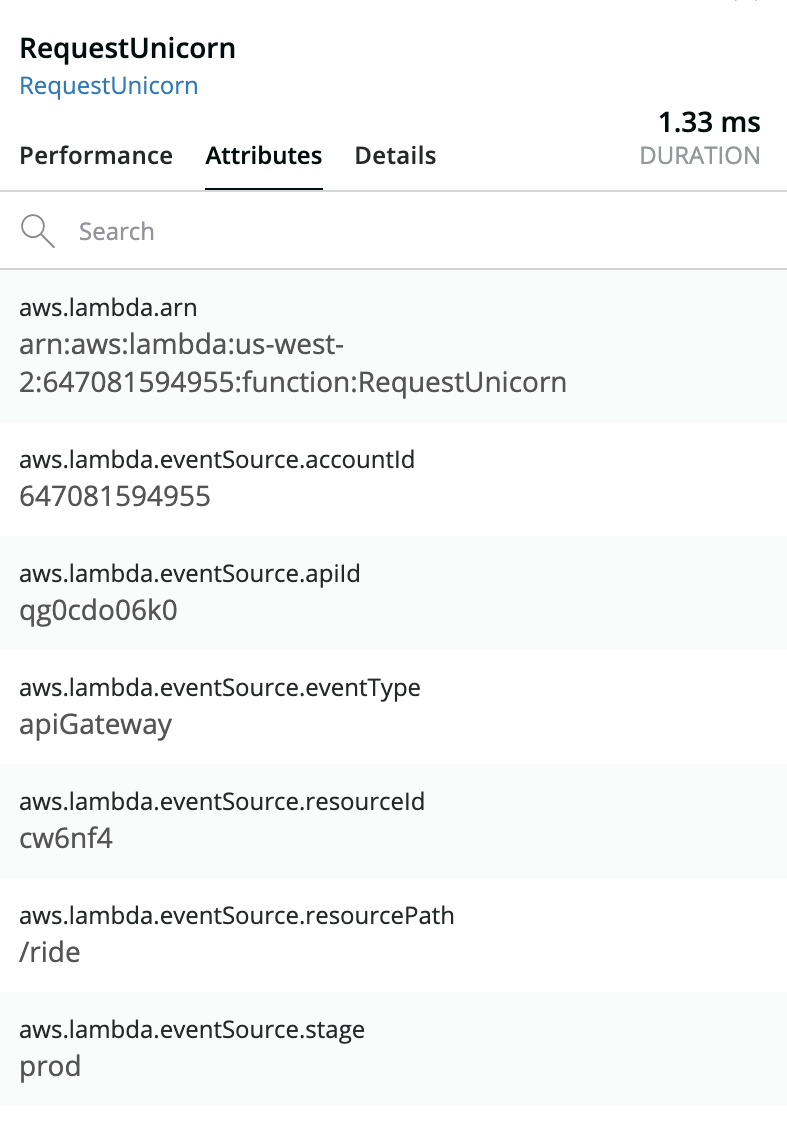 RequestUnicorn
RequestUnicorn
1.33 ms
Performance Attributes Details DURATION
Search
aws.lambda.arn
arn:aws:lambda:us-west-
2:647081594955:function:RequestUnicorn
aws.lambda.eventSource.accountId
647081594955
aws.lambda.eventSource.apiId
qg0cdo06k0
aws.lambda.eventSource.eventType
apiGateway
aws.lambda.eventSource.resourceId
cw6nf4
aws.lambda.eventSource.resourcePath
/ride
aws.lambda.eventSource.stage
prod